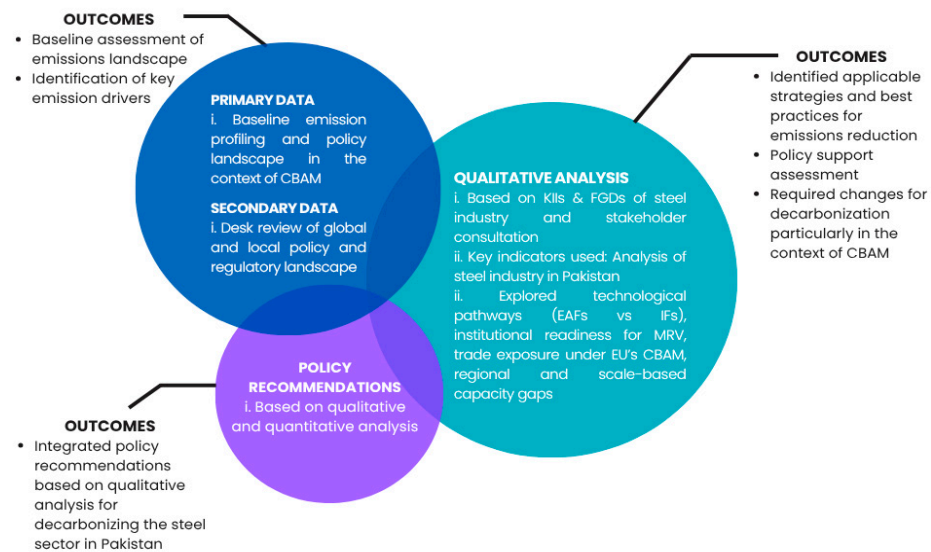 OUTCOMES
• Baseline assessment of
emissions landscape
• Identification of key
emission drivers
PRIMARY DATA
i. Baseline emission
profiling and policy
landscape in the
context of CBAM
SECONDARY DATA
i. Desk review of global
and local policy and
regulatory landscape
QUALITATIVE ANALYSIS
i. Based on KIIs & FGDs of steel
industry and stakeholder
consultation
ii. Key indicators used: Analysis of
steel industry in Pakistan
ii. Explored technological
pathways (EAFs vs IFs),
institutional readiness for MRV,
trade exposure under EU's CBAM,
regional and scale-based
capacity gaps
OUTCOMES
• Identified applicable
strategies and best
practices for
emissions reduction
• Policy support
assessment
• Required changes for
decarbonization
particularly in the
context of CBAM
POLICY
RECOMMENDATIONS
i. Based on qualitative
and quantitative analysis
OUTCOMES
• Integrated policy
recommendations
based on qualitative
analysis for
decarbonizing the steel
sector in Pakistan